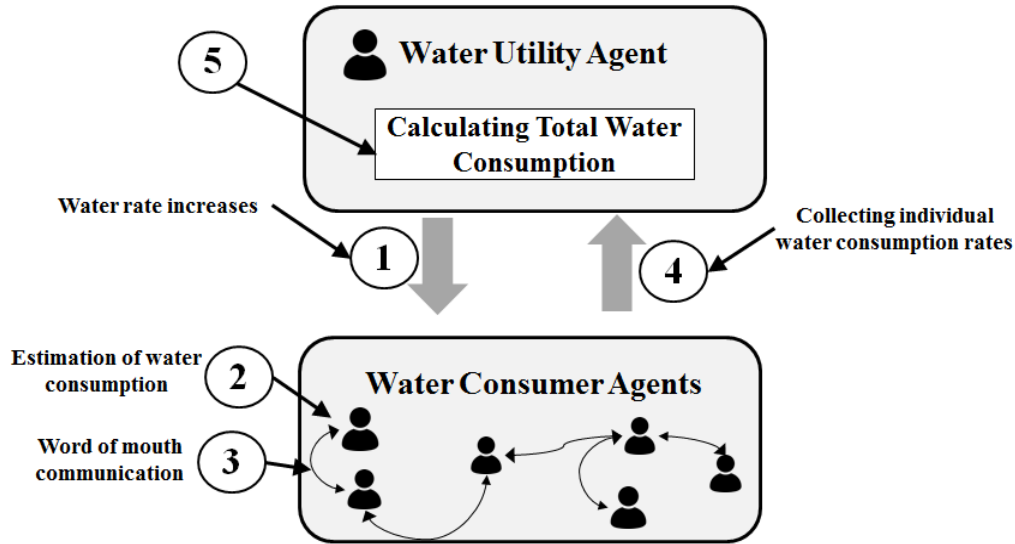 Water Utility Agent
5
Calculating Total Water
Consumption
Water rate increases
1
Collecting individual
water consumption rates
4
Estimation of water
consumption
2
Water Consumer Agents
Word of mouth
communication
3